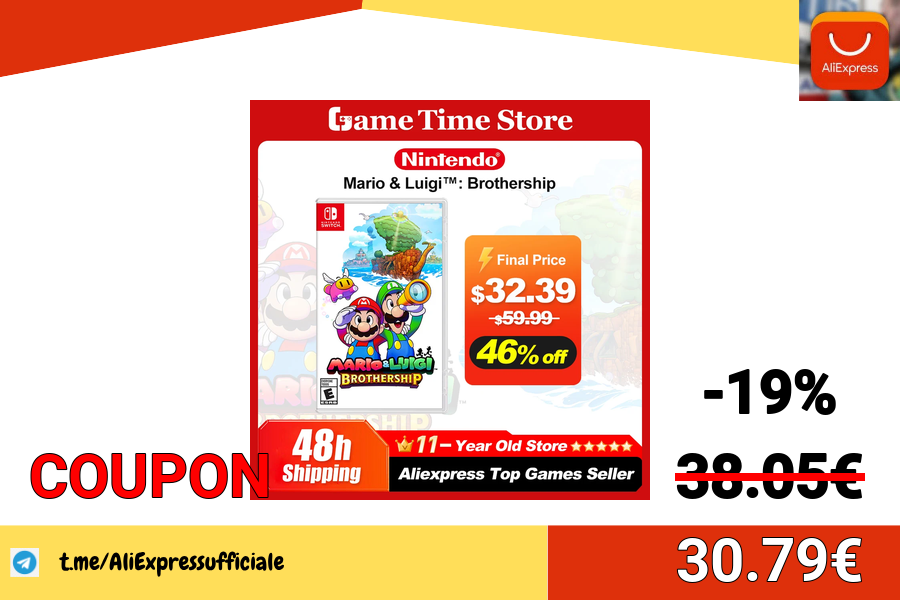 AliExpress
Game Time Store
Nintendo®
Mario & Luigi™: Brothership
NINTENDO
SWITCH
Final Price
$32.39
$59.99
46% off
MARIO & LUIGI™
BROTHERSHIP
EVERYONE
E
-19%
48h
Shipping
11-Year Old Store
Aliexpress Top Games Seller
COUPON
38.05€
t.me/AliExpressufficiale
30.79€